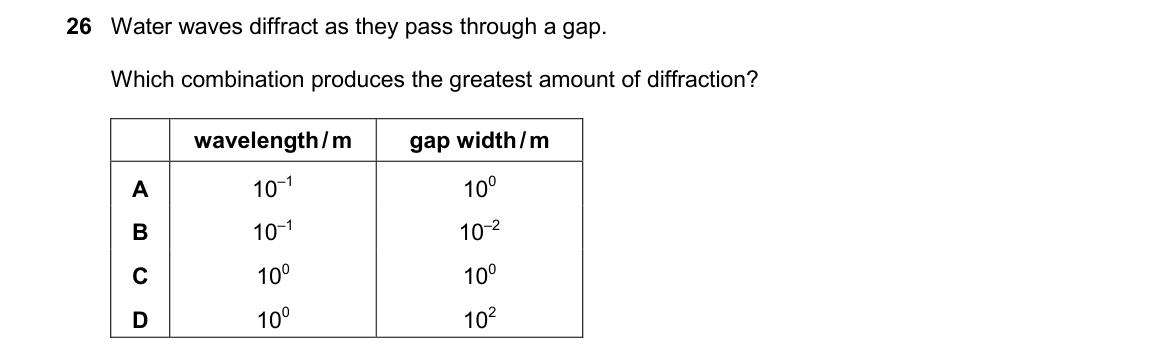 26 Water waves diffract as they pass through a gap.
Which combination produces the greatest amount of diffraction?
wavelength/m gap width/m
A 10⁻¹ 10⁰
B 10⁻¹ 10⁻²
C 10⁰ 10⁰
D 10⁰ 10²